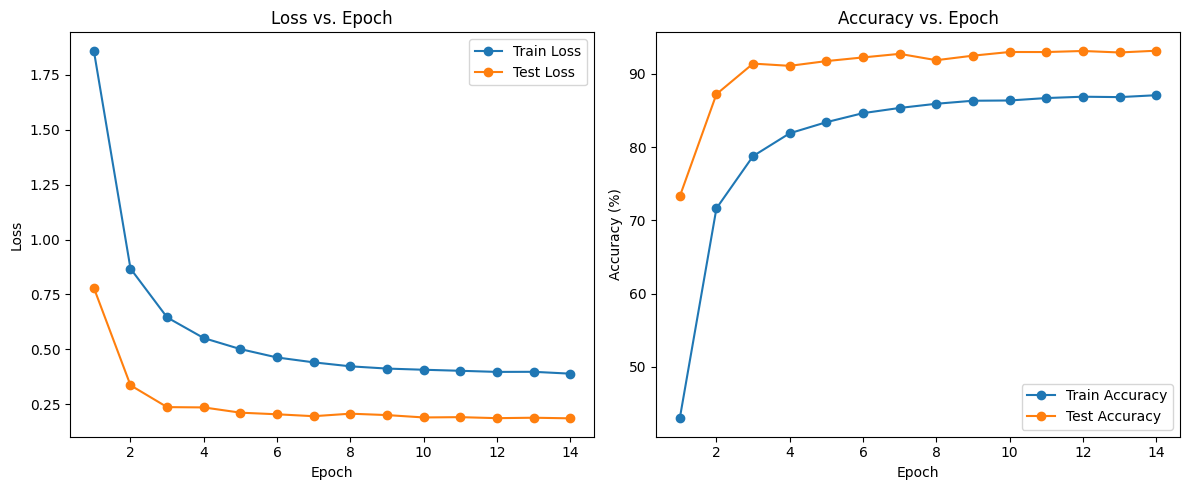 Loss vs. Epoch
Train Loss
Test Loss
1.75
1.50
1.25
1.00
0.75
0.50
0.25
Loss
2 4 6 8 10 12 14
Epoch
Accuracy vs. Epoch
90
80
70
60
50
Accuracy (%)
Train Accuracy
Test Accuracy
2 4 6 8 10 12 14
Epoch